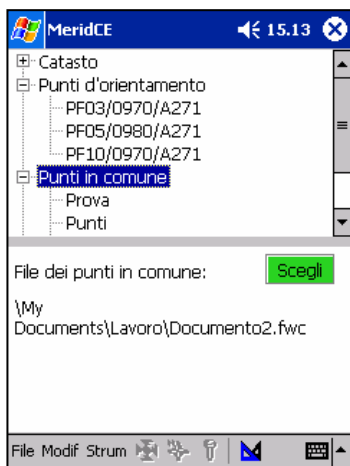 MeridCE 15.13
Catasto
Punti d'orientamento
PF03/0970/A271
PF05/0980/A271
PF10/0970/A271
Punti in comune
Prova
Punti
File dei punti in comune: Scegli
\My
Documents\Lavoro\Documento2.fwc
File Modif Strum